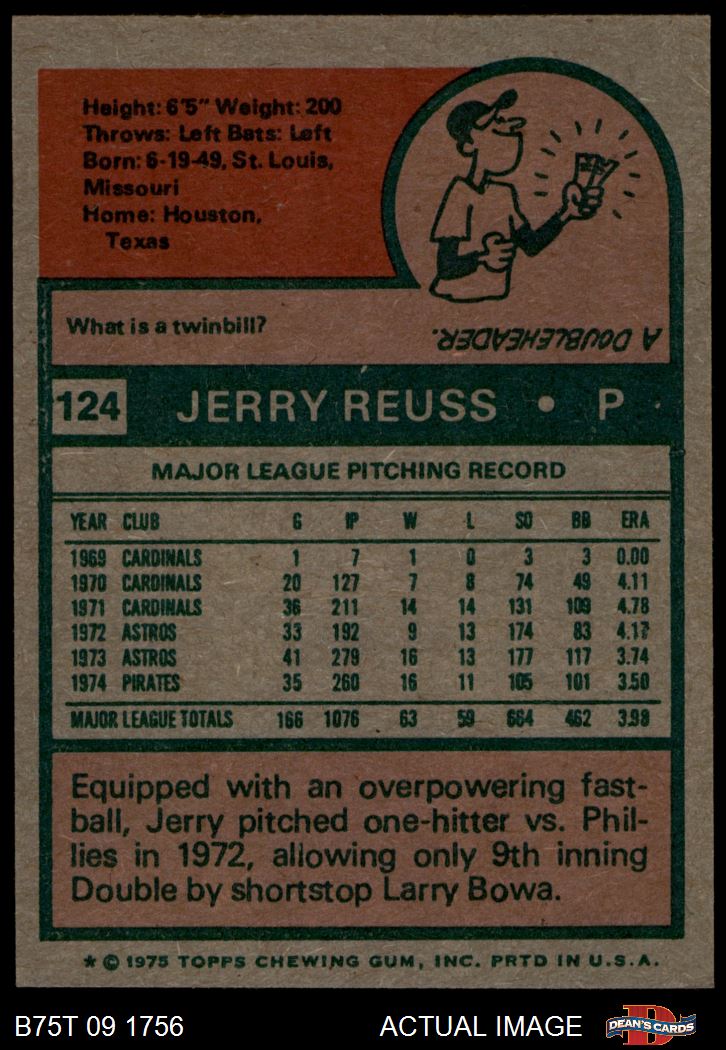 Height: 6'5" Weight: 200
Throws: Left Bats: Left
Born: 6-19-49, St. Louis,
Missouri
Home: Houston,
Texas
What is a twinbill?
A DOUBLEHEADER.
124 JERRY REUSS • P
MAJOR LEAGUE PITCHING RECORD
YEAR CLUB G IP W L SO BB ERA
1969 CARDINALS 1 7 1 0 3 3 0.00
1970 CARDINALS 20 127 7 8 74 49 4.11
1971 CARDINALS 36 211 14 14 131 109 4.78
1972 ASTROS 33 192 9 13 174 83 4.17
1973 ASTROS 41 279 16 13 177 117 3.74
1974 PIRATES 35 260 16 11 105 101 3.50
MAJOR LEAGUE TOTALS 166 1076 63 59 664 462 3.98
Equipped with an overpowering fast-
ball, Jerry pitched one-hitter vs. Phil-
lies in 1972, allowing only 9th inning
Double by shortstop Larry Bowa.
* © 1975 TOPPS CHEWING GUM, INC. PRTD IN U.S.A.
B75T 09 1756 ACTUAL IMAGE D DEAN'S CARDS